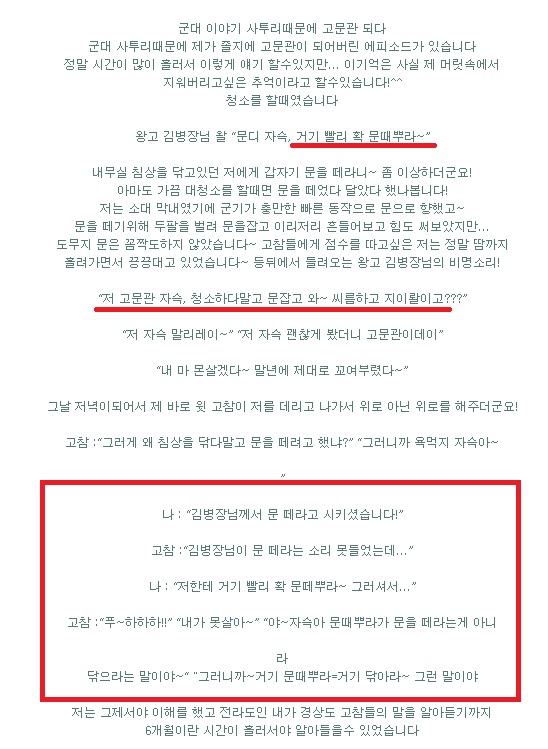 군대 이야기 사투리때문에 고문관 되다
군대 사투리때문에 제가 졸지에 고문관이 되어버린 에피소드가 있습니다
정말 시간이 많이 흘러서 이렇게 얘기 할수있지만... 이기억은 사실 제 머릿속에서
지워버리고싶은 추억이라고 할수있습니다!^^
청소를 할때였습니다
왕고 김병장님 왈 “문디 자슥, 거기 빨리 확 문때뿌라~”
내무실 침상을 닦고있던 저에게 갑자기 문을 떼라니~ 좀 이상하더군요!
아마도 가끔 대청소를 할때면 문을 떼었다 달았다 했나봅니다!
저는 소대 막내였기에 군기가 충만한 빠른 동작으로 문으로 향했고~
문을 떼기위해 두팔을 벌려 문을잡고 이리저리 흔들어보고 힘도 써보았지만...
도무지 문은 꼼짝도하지 않았습니다~ 고참들에게 점수를 따고싶은 저는 정말 땀까지
흘려가면서 끙끙대고 있었습니다~ 등뒤에서 들려오는 왕고 김병장님의 비명소리!
“저 고문관 자슥, 청소하다말고 문잡고 와~ 씨름하고 지이랄이고???”
“저 자슥 말리레이~” “저 자슥 괜찮게 봤더니 고문관이데이”
“내 마 몬살겠다~ 말년에 제대로 꼬여부렸다~”
그날 저녁이되어서 제 바로 윗 고참이 저를 데리고 나가서 위로 아닌 위로를 해주더군요!
고참 :“그러게 왜 침상을 닦다말고 문을 떼려고 했냐?” “그러니까 욕먹지 자슥아~
”
나 : “김병장님께서 문 떼라고 시키셨습니다!”
고참 :“김병장님이 문 떼라는 소리 못들었는데...”
나 : “저한테 거기 빨리 확 문떼뿌라~ 그러셔서...”
고참 :“푸~하하하!!” “내가 못살아~” “야~자슥아 문때뿌라가 문을 떼라는게 아니
라
닦으라는 말이야~“ ”그러니까~거기 문때뿌라=거기 닦아라~ 그런 말이야
저는 그제서야 이해를 했고 전라도인 내가 경상도 고참들의 말을 알아듣기까지
6개월이란 시간이 흘러서야 알아들을수 있었습니다